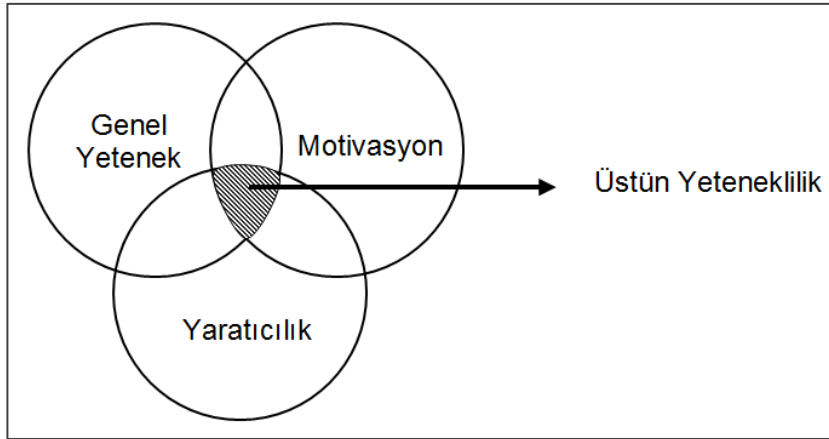 Genel
Yetenek
Motivasyon
Üstün Yeteneklilik
Yaratıcılık